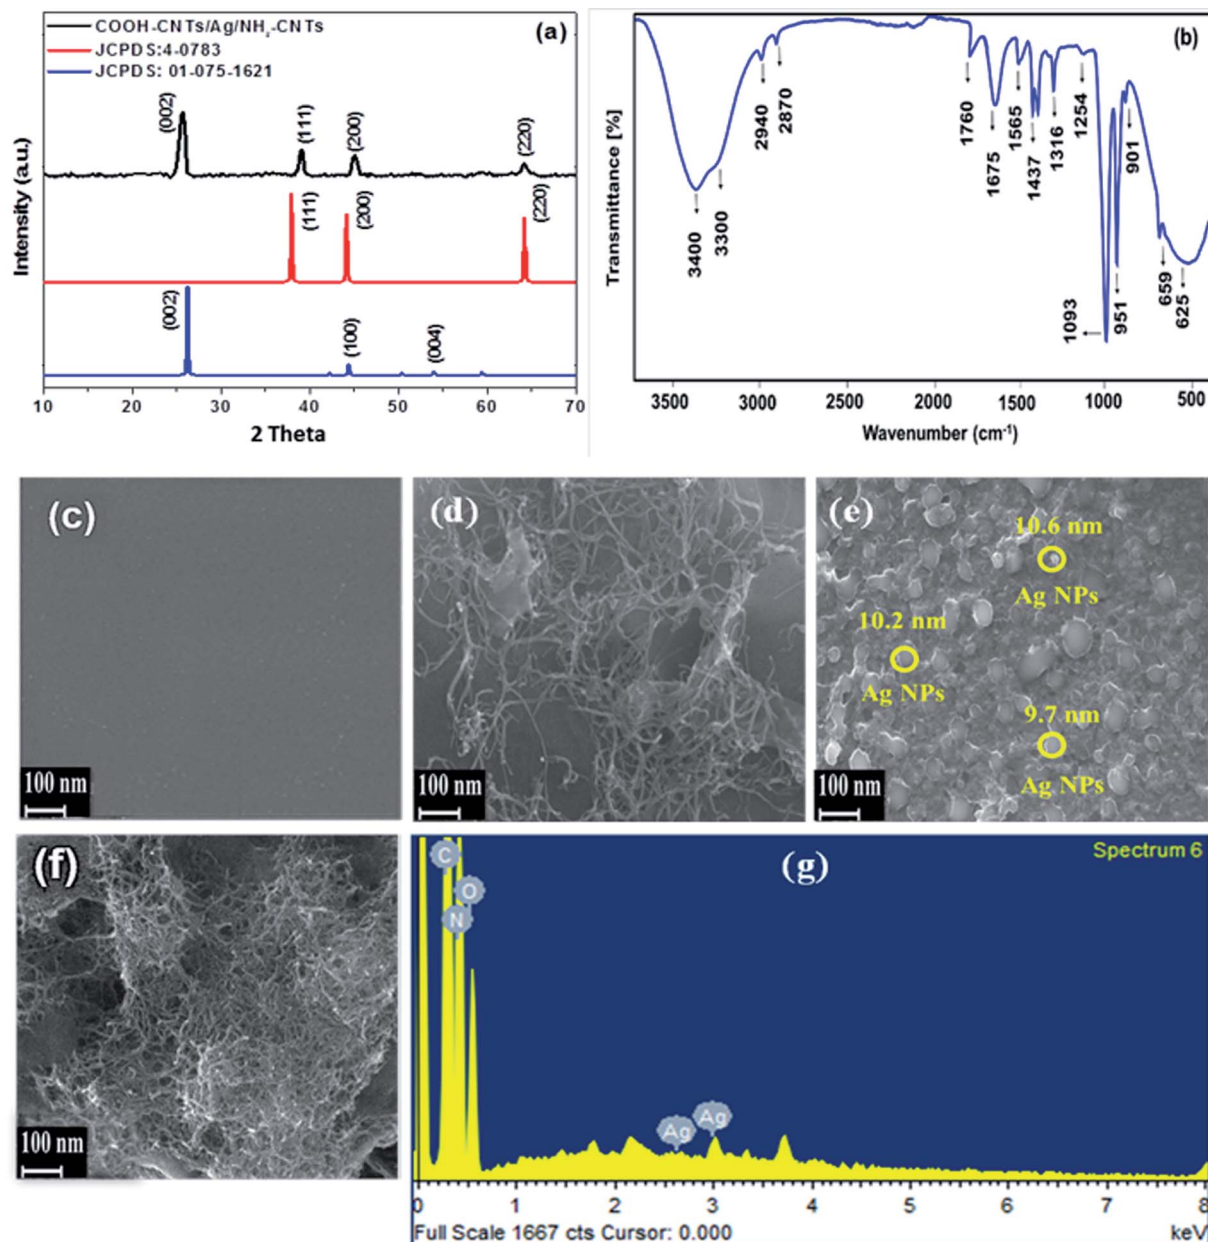 COOH-CNTs/Ag/NH₂-CNTs
JCPDS:4-0783
JCPDS: 01-075-1621
(a)
(002)
(111)
(200)
(220)
(111)
(200)
(220)
(002)
(100)
(004)
Intensity (a.u.)
10 20 30 40 50 60 70
2 Theta
(b)
Transmittance [%]
3400
3300
2940
2870
1760
1675
1565
1437
1316
1254
1093
951
901
659
625
3500 3000 2500 2000 1500 1000 500
Wavenumber (cm⁻¹)
(c)
100 nm
(d)
100 nm
(e)
10.6 nm
Ag NPs
10.2 nm
Ag NPs
9.7 nm
Ag NPs
100 nm
(f)
100 nm
(g)
Spectrum 6
C
O
N
Ag
Ag
0 1 2 3 4 5 6 7 8
Full Scale 1667 cts Cursor: 0.000
keV